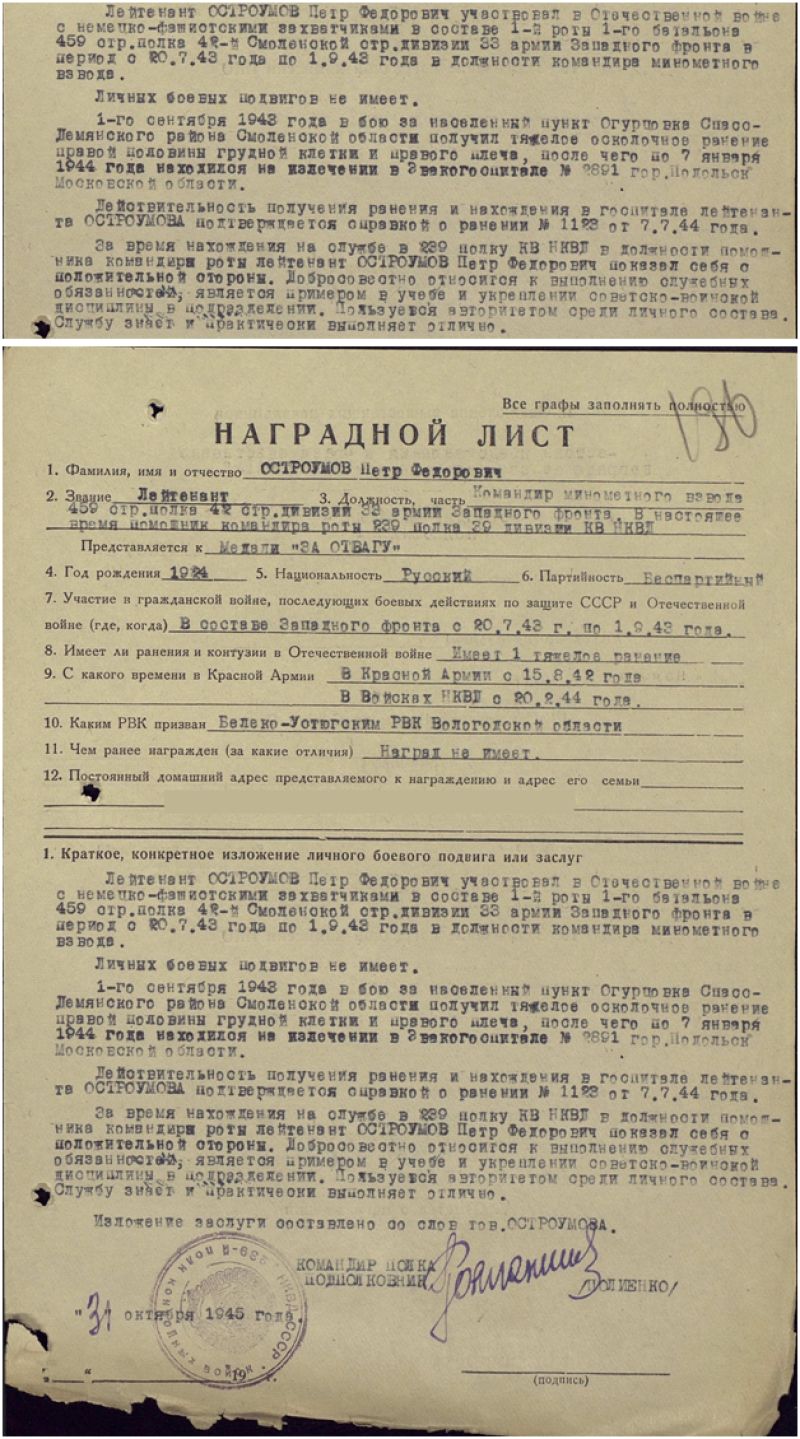 Лейтенант ОСТРОУМОВ Петр Федорович участвовал в Отечественной войне
с немецко-фашистскими захватчиками в составе 1-й роты 1-го батальона
459 стр.полка 42-й Смоленской стр.дивизии 33 армии Западного фронта в
период с 20.7.43 года по 1.9.43 года в должности командира минометного
взвода.
Личных боевых подвигов не имеет.
1-го сентября 1943 года в бою за населенный пункт Огурцовка Спасс-
Демянского района Смоленской области получил тяжелое осколочное ранение
правой половины грудной клетки и правого плеча, после чего по 7 января
1944 года находился на излечении в Эвакогоспитале № 2891 гор.Подольск
Московской области.
Действительность получения ранения и нахождения в госпитале лейтенан-
та ОСТРОУМОВА подтверждается справкой о ранении № 1123 от 7.7.44 года.
За время нахождения на службе в 239 полку КВ НКВД в должности помощ-
ника командира роты лейтенант ОСТРОУМОВ Петр Федорович показал себя с
положительной стороны. Добросовестно относится к выполнению служебных
обязанностей, является примером в учебе и укреплении советско-воинской
дисциплины в подразделении. Пользуется авторитетом среди личного состава.
Службу знает и практически выполняет отлично.
Все графы заполнять полностью
186
НАГРАДНОЙ ЛИСТ
1. Фамилия, имя и отчество ОСТРОУМОВ Петр Федорович
2. Звание Лейтенант 3. Должность, часть Командир минометного взвода
459 стр.полка 42 стр.дивизии 33 армии Западного фронта. В настоящее
время помошник командира роты 239 полка 29 дивизии КВ НКВД
Представляется к Медали "ЗА ОТВАГУ"
4. Год рождения 1924 5. Национальность Русский 6. Партийность Беспартийный
7. Участие в гражданской войне, последующих боевых действиях по защите СССР и Отечественной
войне (где, когда) В составе Западного фронта с 20.7.43 г. по 1.9.43 года.
8. Имеет ли ранения и контузии в Отечественной войне Имеет 1 тяжелое ранение
9. С какого времени в Красной Армии В Красной Армии с 15.8.42 года
В Войсках НКВД с 20.2.44 года.
10. Каким РВК призван Велеко-Устюгским РВК Вологодской области
11. Чем ранее награжден (за какие отличия) Наград не имеет.
12. Постоянный домашний адрес представляемого к награждению и адрес его семьи
1. Краткое, конкретное изложение личного боевого подвига или заслуг
Лейтенант ОСТРОУМОВ Петр Федорович участвовал в Отечественной войне
с немецко-фашистскими захватчиками в составе 1-й роты 1-го батальона
459 стр.полка 42-й Смоленской стр.дивизии 33 армии Западного фронта в
период с 20.7.43 года по 1.9.43 года в должности командира минометного
взвода.
Личных боевых подвигов не имеет.
1-го сентября 1943 года в бою за населенный пункт Огурцовка Спасс-
Демянского района Смоленской области получил тяжелое осколочное ранение
правой половины грудной клетки и правого плеча, после чего по 7 января
1944 года находился на излечении в Эвакогоспитале № 2891 гор.Подольск
Московской области.
Действительность получения ранения и нахождения в госпитале лейтенан-
та ОСТРОУМОВА подтверждается справкой о ранении № 1123 от 7.7.44 года.
За время нахождения на службе в 239 полку КВ НКВД в должности помощ-
ника командира роты лейтенант ОСТРОУМОВ Петр Федорович показал себя с
положительной стороны. Добросовестно относится к выполнению служебных
обязанностей, является примером в учебе и укреплении советско-воинской
дисциплины в подразделении. Пользуется авторитетом среди личного состава.
Службу знает и практически выполняет отлично.
Изложение заслуги составлено со слов тов.ОСТРОУМОВА.
КОМАНДИР ПОЛКА
ПОДПОЛКОВНИК
239-й ПОЛК КОНВОЙНЫХ ВОЙСК НКВД СССР
"31 октября 1945 года.
" 19 г.
(подпись)